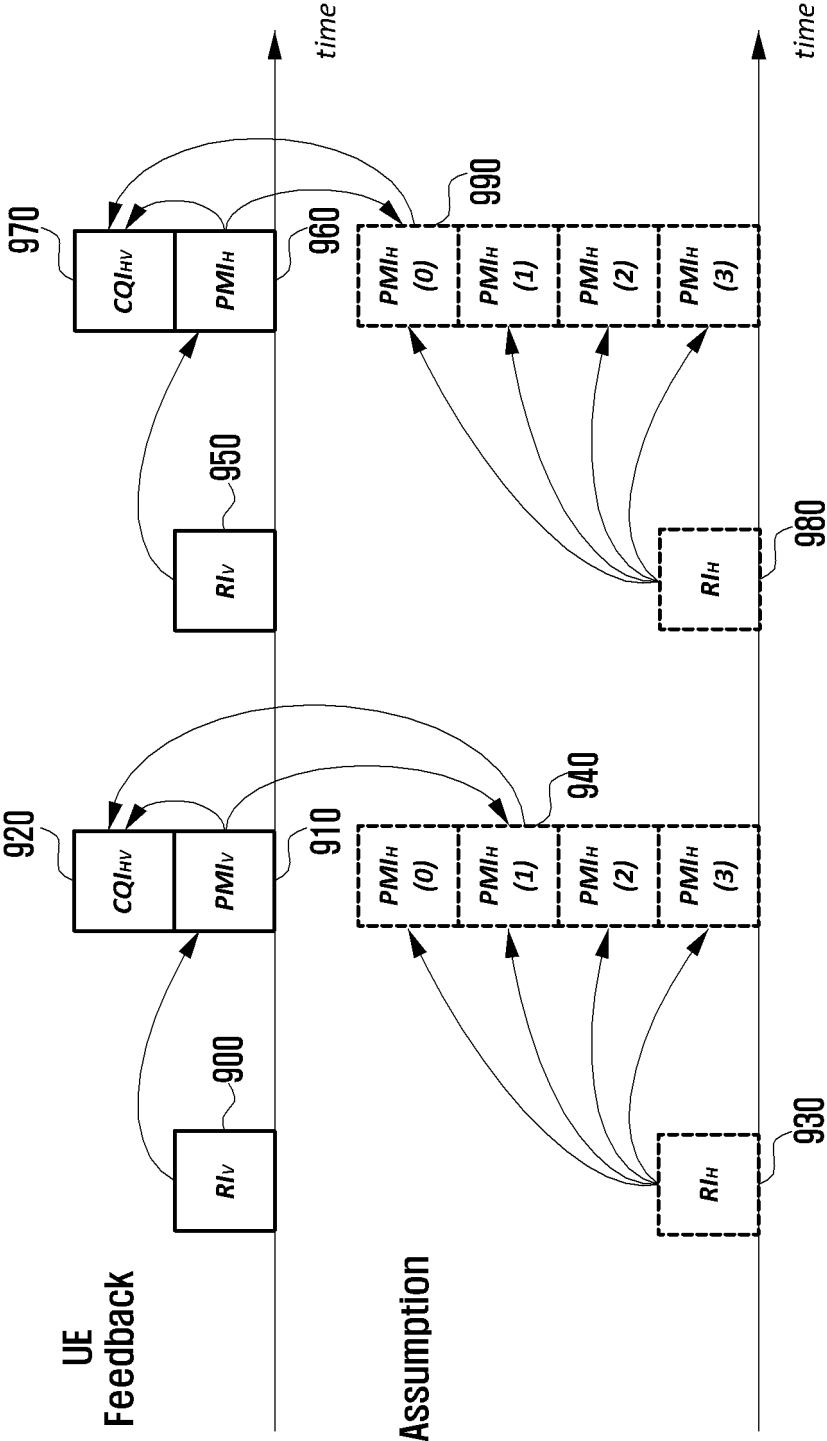 UE
Feedback
920
CQIHV
970
CQIHV
RIV
900
PMIV
910
RIV
950
PMIH
960
time
Assumption
PMIH
(0)
PMIH
(1)
940
PMIH
(2)
PMIH
(3)
RIH
930
PMIH
(0)
990
PMIH
(1)
PMIH
(2)
PMIH
(3)
RIH
980
time